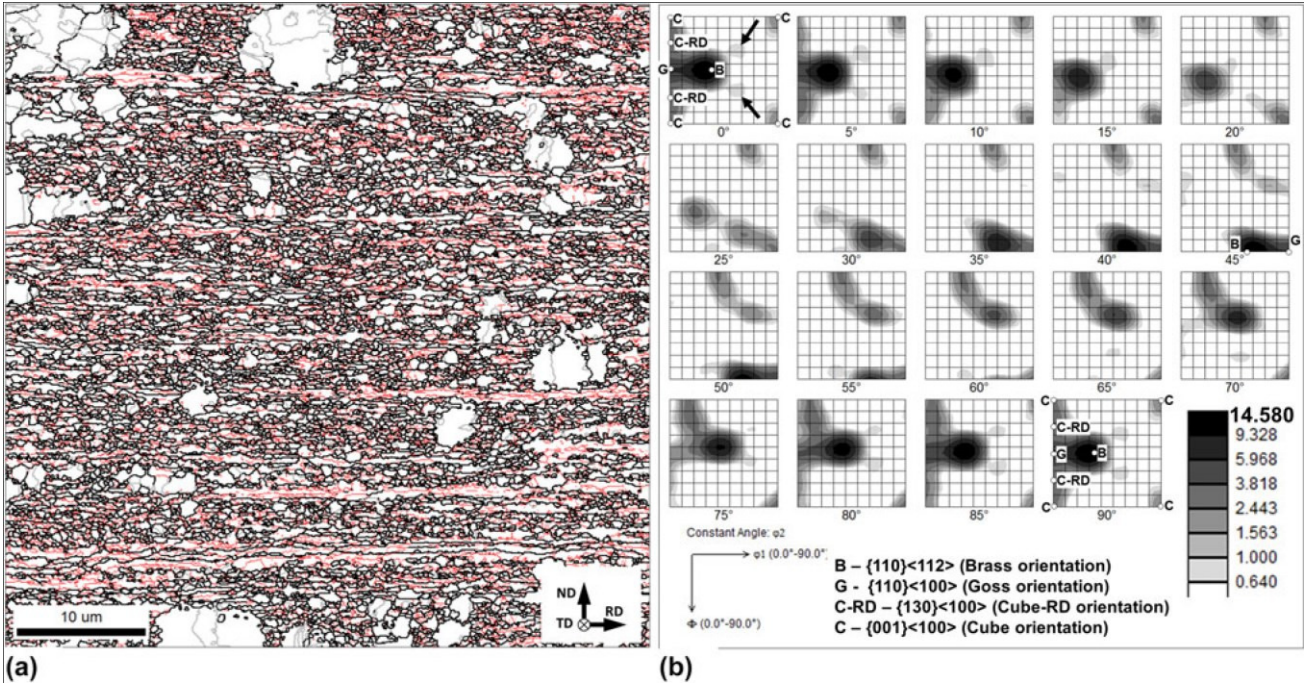 ND
RD
TD
10 um
(a)
C C
C-RD
G B
C-RD
C C
0° 5° 10° 15° 20°
B G
25° 30° 35° 40° 45°
50° 55° 60° 65° 70°
C C
C-RD
G B
C-RD
C C
75° 80° 85° 90°
14.580
9.328
5.968
3.818
2.443
1.563
1.000
0.640
Constant Angle: φ2
φ1 (0.0°-90.0°)
Φ (0.0°-90.0°)
B – {110}<112> (Brass orientation)
G - {110}<100> (Goss orientation)
C-RD – {130}<100> (Cube-RD orientation)
C – {001}<100> (Cube orientation)
(b)